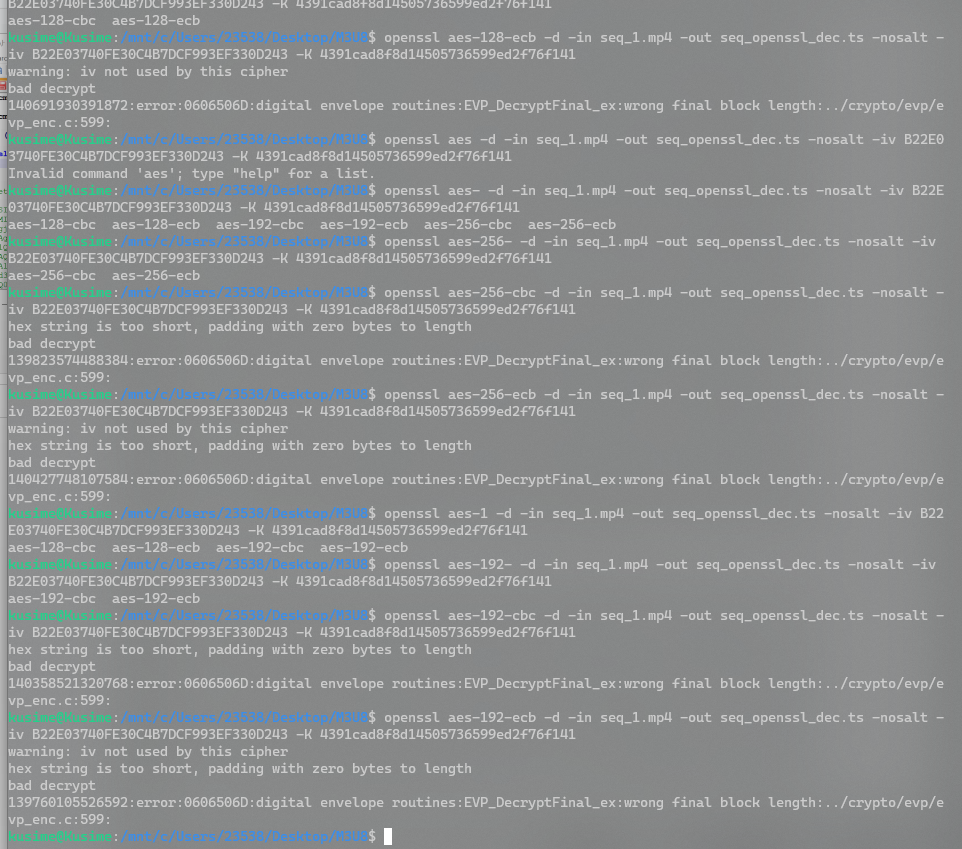 B22E03740FE30C4B7DCF993EF330D243 -K 4391cad8f8d14505736599ed2f76f141
aes-128-cbc  aes-128-ecb
kusime@Kusime:/mnt/c/Users/23538/Desktop/M3U8$ openssl aes-128-ecb -d -in seq_1.mp4 -out seq_openssl_dec.ts -nosalt -
iv B22E03740FE30C4B7DCF993EF330D243 -K 4391cad8f8d14505736599ed2f76f141
warning: iv not used by this cipher
bad decrypt
140691930391872:error:0606506D:digital envelope routines:EVP_DecryptFinal_ex:wrong final block length:../crypto/evp/e
vp_enc.c:599:
kusime@Kusime:/mnt/c/Users/23538/Desktop/M3U8$ openssl aes -d -in seq_1.mp4 -out seq_openssl_dec.ts -nosalt -iv B22E0
3740FE30C4B7DCF993EF330D243 -K 4391cad8f8d14505736599ed2f76f141
Invalid command 'aes'; type "help" for a list.
kusime@Kusime:/mnt/c/Users/23538/Desktop/M3U8$ openssl aes- -d -in seq_1.mp4 -out seq_openssl_dec.ts -nosalt -iv B22E
03740FE30C4B7DCF993EF330D243 -K 4391cad8f8d14505736599ed2f76f141
aes-128-cbc  aes-128-ecb  aes-192-cbc  aes-192-ecb  aes-256-cbc  aes-256-ecb
kusime@Kusime:/mnt/c/Users/23538/Desktop/M3U8$ openssl aes-256- -d -in seq_1.mp4 -out seq_openssl_dec.ts -nosalt -iv
B22E03740FE30C4B7DCF993EF330D243 -K 4391cad8f8d14505736599ed2f76f141
aes-256-cbc  aes-256-ecb
kusime@Kusime:/mnt/c/Users/23538/Desktop/M3U8$ openssl aes-256-cbc -d -in seq_1.mp4 -out seq_openssl_dec.ts -nosalt -
iv B22E03740FE30C4B7DCF993EF330D243 -K 4391cad8f8d14505736599ed2f76f141
hex string is too short, padding with zero bytes to length
bad decrypt
139823574488384:error:0606506D:digital envelope routines:EVP_DecryptFinal_ex:wrong final block length:../crypto/evp/e
vp_enc.c:599:
kusime@Kusime:/mnt/c/Users/23538/Desktop/M3U8$ openssl aes-256-ecb -d -in seq_1.mp4 -out seq_openssl_dec.ts -nosalt -
iv B22E03740FE30C4B7DCF993EF330D243 -K 4391cad8f8d14505736599ed2f76f141
warning: iv not used by this cipher
hex string is too short, padding with zero bytes to length
bad decrypt
140427748107584:error:0606506D:digital envelope routines:EVP_DecryptFinal_ex:wrong final block length:../crypto/evp/e
vp_enc.c:599:
kusime@Kusime:/mnt/c/Users/23538/Desktop/M3U8$ openssl aes-1 -d -in seq_1.mp4 -out seq_openssl_dec.ts -nosalt -iv B22
E03740FE30C4B7DCF993EF330D243 -K 4391cad8f8d14505736599ed2f76f141
aes-128-cbc  aes-128-ecb  aes-192-cbc  aes-192-ecb
kusime@Kusime:/mnt/c/Users/23538/Desktop/M3U8$ openssl aes-192- -d -in seq_1.mp4 -out seq_openssl_dec.ts -nosalt -iv
B22E03740FE30C4B7DCF993EF330D243 -K 4391cad8f8d14505736599ed2f76f141
aes-192-cbc  aes-192-ecb
kusime@Kusime:/mnt/c/Users/23538/Desktop/M3U8$ openssl aes-192-cbc -d -in seq_1.mp4 -out seq_openssl_dec.ts -nosalt -
iv B22E03740FE30C4B7DCF993EF330D243 -K 4391cad8f8d14505736599ed2f76f141
hex string is too short, padding with zero bytes to length
bad decrypt
140358521320768:error:0606506D:digital envelope routines:EVP_DecryptFinal_ex:wrong final block length:../crypto/evp/e
vp_enc.c:599:
kusime@Kusime:/mnt/c/Users/23538/Desktop/M3U8$ openssl aes-192-ecb -d -in seq_1.mp4 -out seq_openssl_dec.ts -nosalt -
iv B22E03740FE30C4B7DCF993EF330D243 -K 4391cad8f8d14505736599ed2f76f141
warning: iv not used by this cipher
hex string is too short, padding with zero bytes to length
bad decrypt
139760105526592:error:0606506D:digital envelope routines:EVP_DecryptFinal_ex:wrong final block length:../crypto/evp/e
vp_enc.c:599:
kusime@Kusime:/mnt/c/Users/23538/Desktop/M3U8$